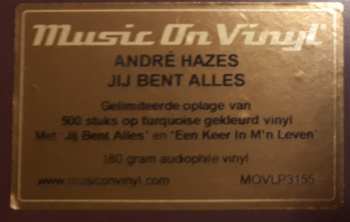 Music On Vinyl
ANDRÉ HAZES
JIJ BENT ALLES
Gelimiteerde oplage van
500 stuks op turquoise gekleurd vinyl
Met 'Jij Bent Alles' en "Een Keer In M'n Leven'
180 gram audiophile vinyl
www.musiconvinyl.com MOVLP3155